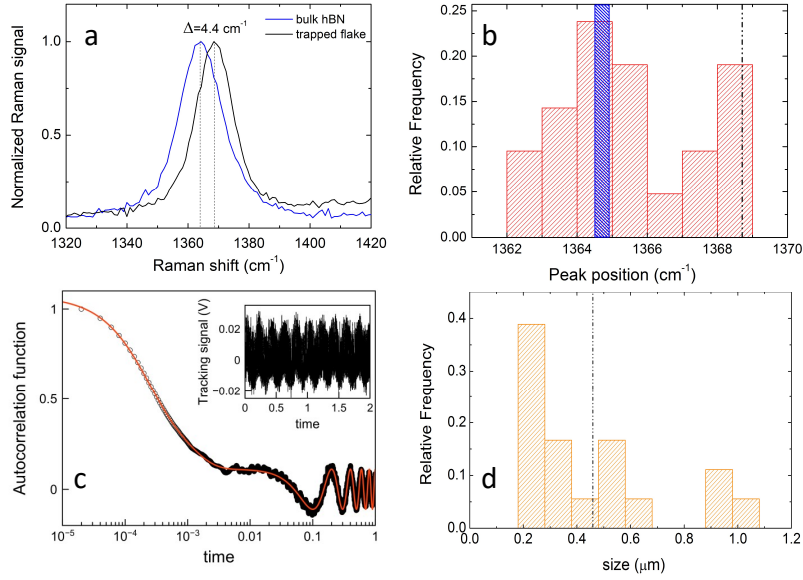 a
Δ=4.4 cm⁻¹
bulk hBN
trapped flake
Normalized Raman signal
1.0
0.5
0.0
1320 1340 1360 1380 1400 1420
Raman shift (cm⁻¹)
b
Relative Frequency
0.25
0.20
0.15
0.10
0.05
0.00
1362 1364 1366 1368 1370
Peak position (cm⁻¹)
c
Autocorrelation function
1
0.5
0
10⁻⁵ 10⁻⁴ 10⁻³ 0.01 0.1 1
time
Tracking signal (V)
0.02
0
−0.02
0 0.5 1 1.5 2
time
d
Relative Frequency
0.4
0.3
0.2
0.1
0.0
0.0 0.2 0.4 0.6 0.8 1.0 1.2
size (μm)